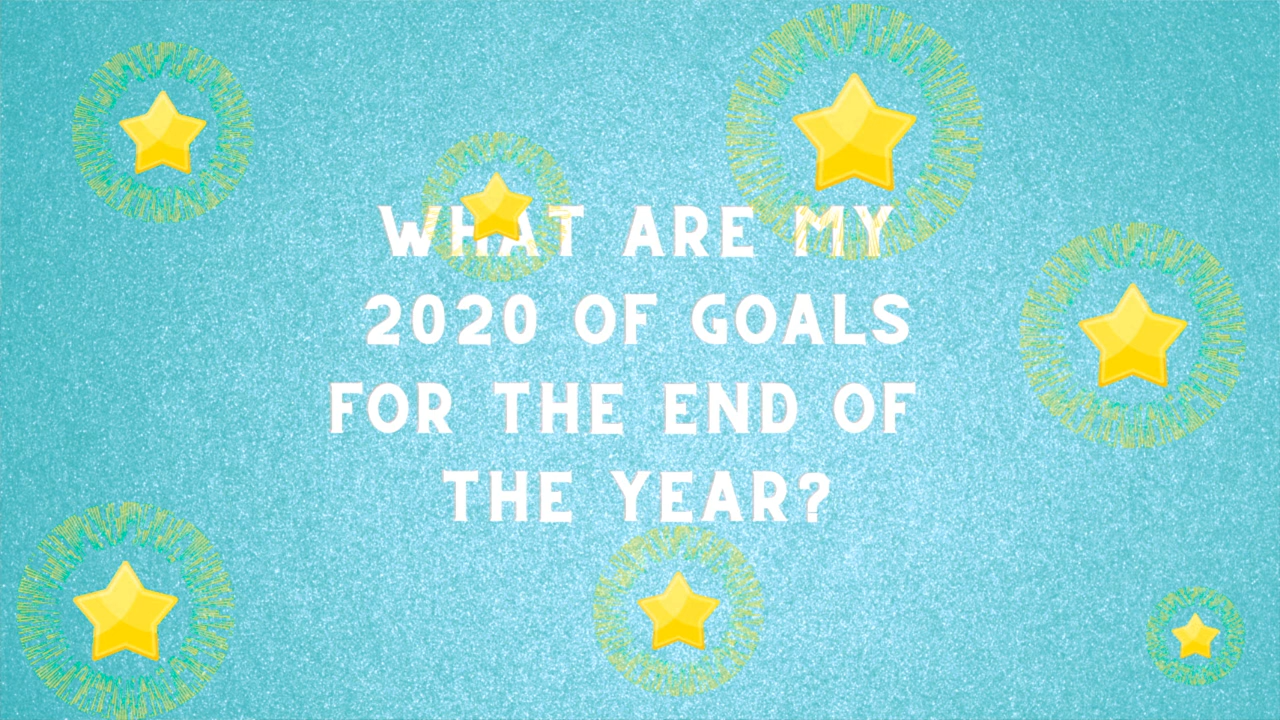 WHAT ARE MY
2020 OF GOALS
FOR THE END OF
THE YEAR?